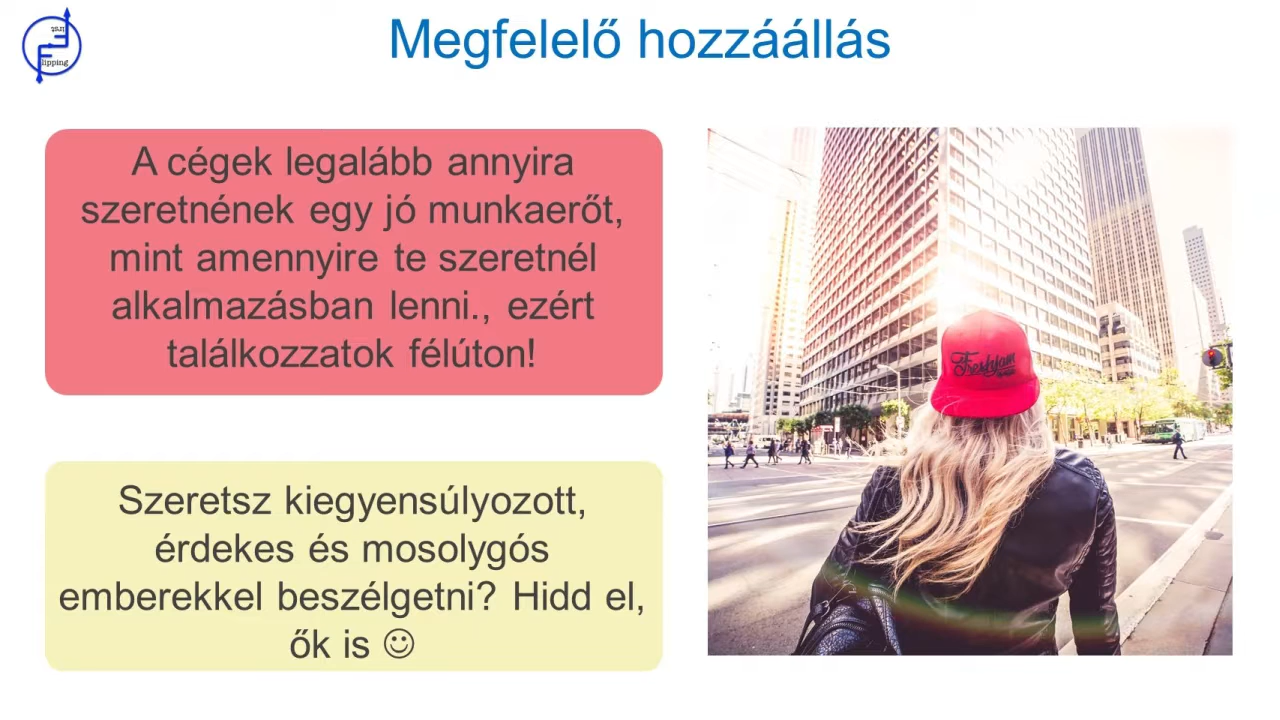 Megfelelő hozzáállás
A cégek legalább annyira
szeretnének egy jó munkaerőt,
mint amennyire te szeretnél
alkalmazásban lenni., ezért
találkozzatok félúton!
Szeretsz kiegyensúlyozott,
érdekes és mosolygós
emberekkel beszélgetni? Hidd el,
ők is ☺
lipping